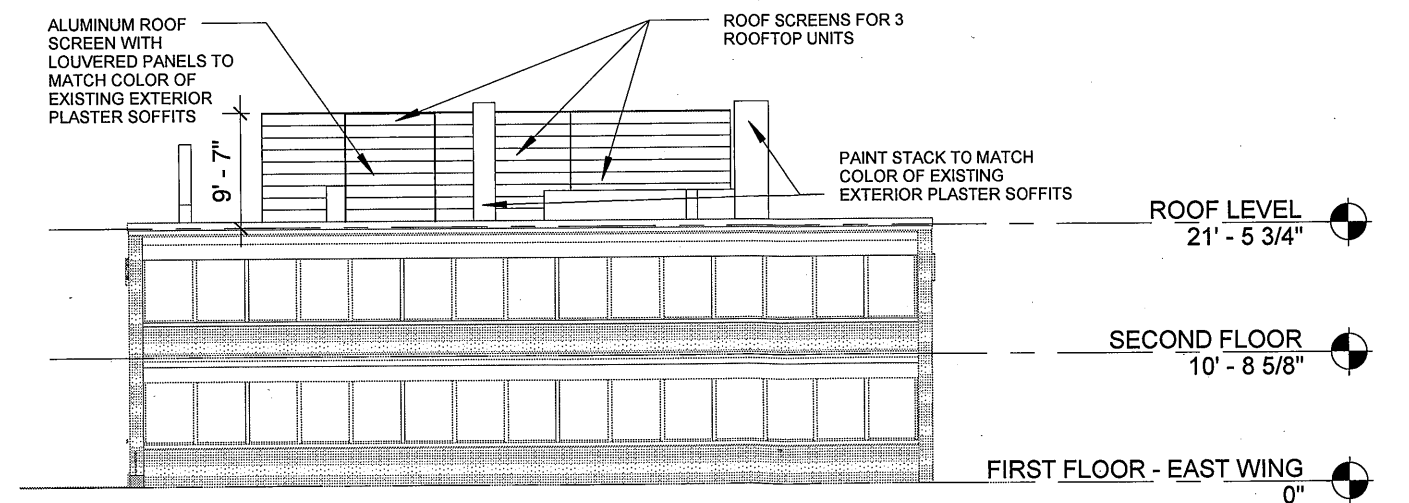 ALUMINUM ROOF
SCREEN WITH
LOUVERED PANELS TO
MATCH COLOR OF
EXISTING EXTERIOR
PLASTER SOFFITS
ROOF SCREENS FOR 3
ROOFTOP UNITS
9' - 7"
PAINT STACK TO MATCH
COLOR OF EXISTING
EXTERIOR PLASTER SOFFITS
ROOF LEVEL
21' - 5 3/4"
SECOND FLOOR
10' - 8 5/8"
FIRST FLOOR - EAST WING
0"